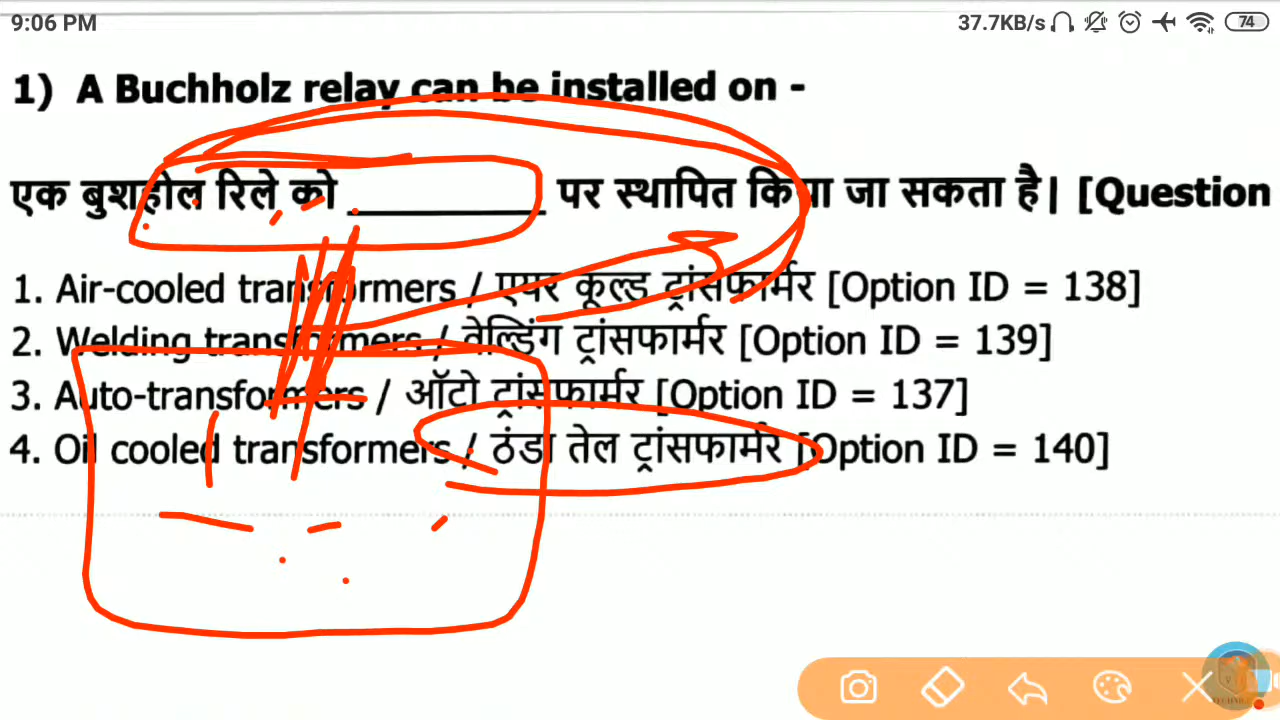 9:06 PM 37.7KB/s 74
1) A Buchholz relay can be installed on -
एक बुशहोल रिले को __________ पर स्थापित किया जा सकता है| [Question
1. Air-cooled transformers / एयर कूल्ड ट्रांसफार्मर [Option ID = 138]
2. Welding transformers / वेल्डिंग ट्रांसफार्मर [Option ID = 139]
3. Auto-transformers / ऑटो ट्रांसफार्मर [Option ID = 137]
4. Oil cooled transformers / ठंडा तेल ट्रांसफार्मर [Option ID = 140]